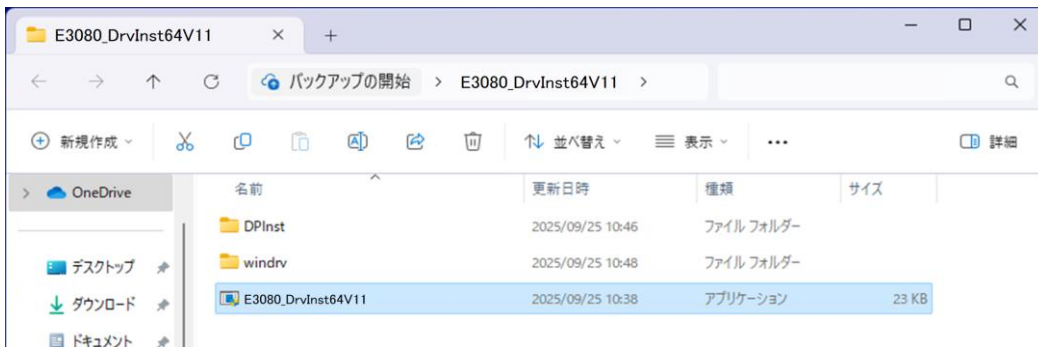 E3080_DrvInst64V11
バックアップの開始 > E3080_DrvInst64V11 >
新規作成 並べ替え 表示 ... 詳細
OneDrive 名前 更新日時 種類 サイズ
DPInst 2025/09/25 10:46 ファイル フォルダー
デスクトップ windrv 2025/09/25 10:48 ファイル フォルダー
ダウンロード E3080_DrvInst64V11 2025/09/25 10:38 アプリケーション 23 KB
ドキュメント